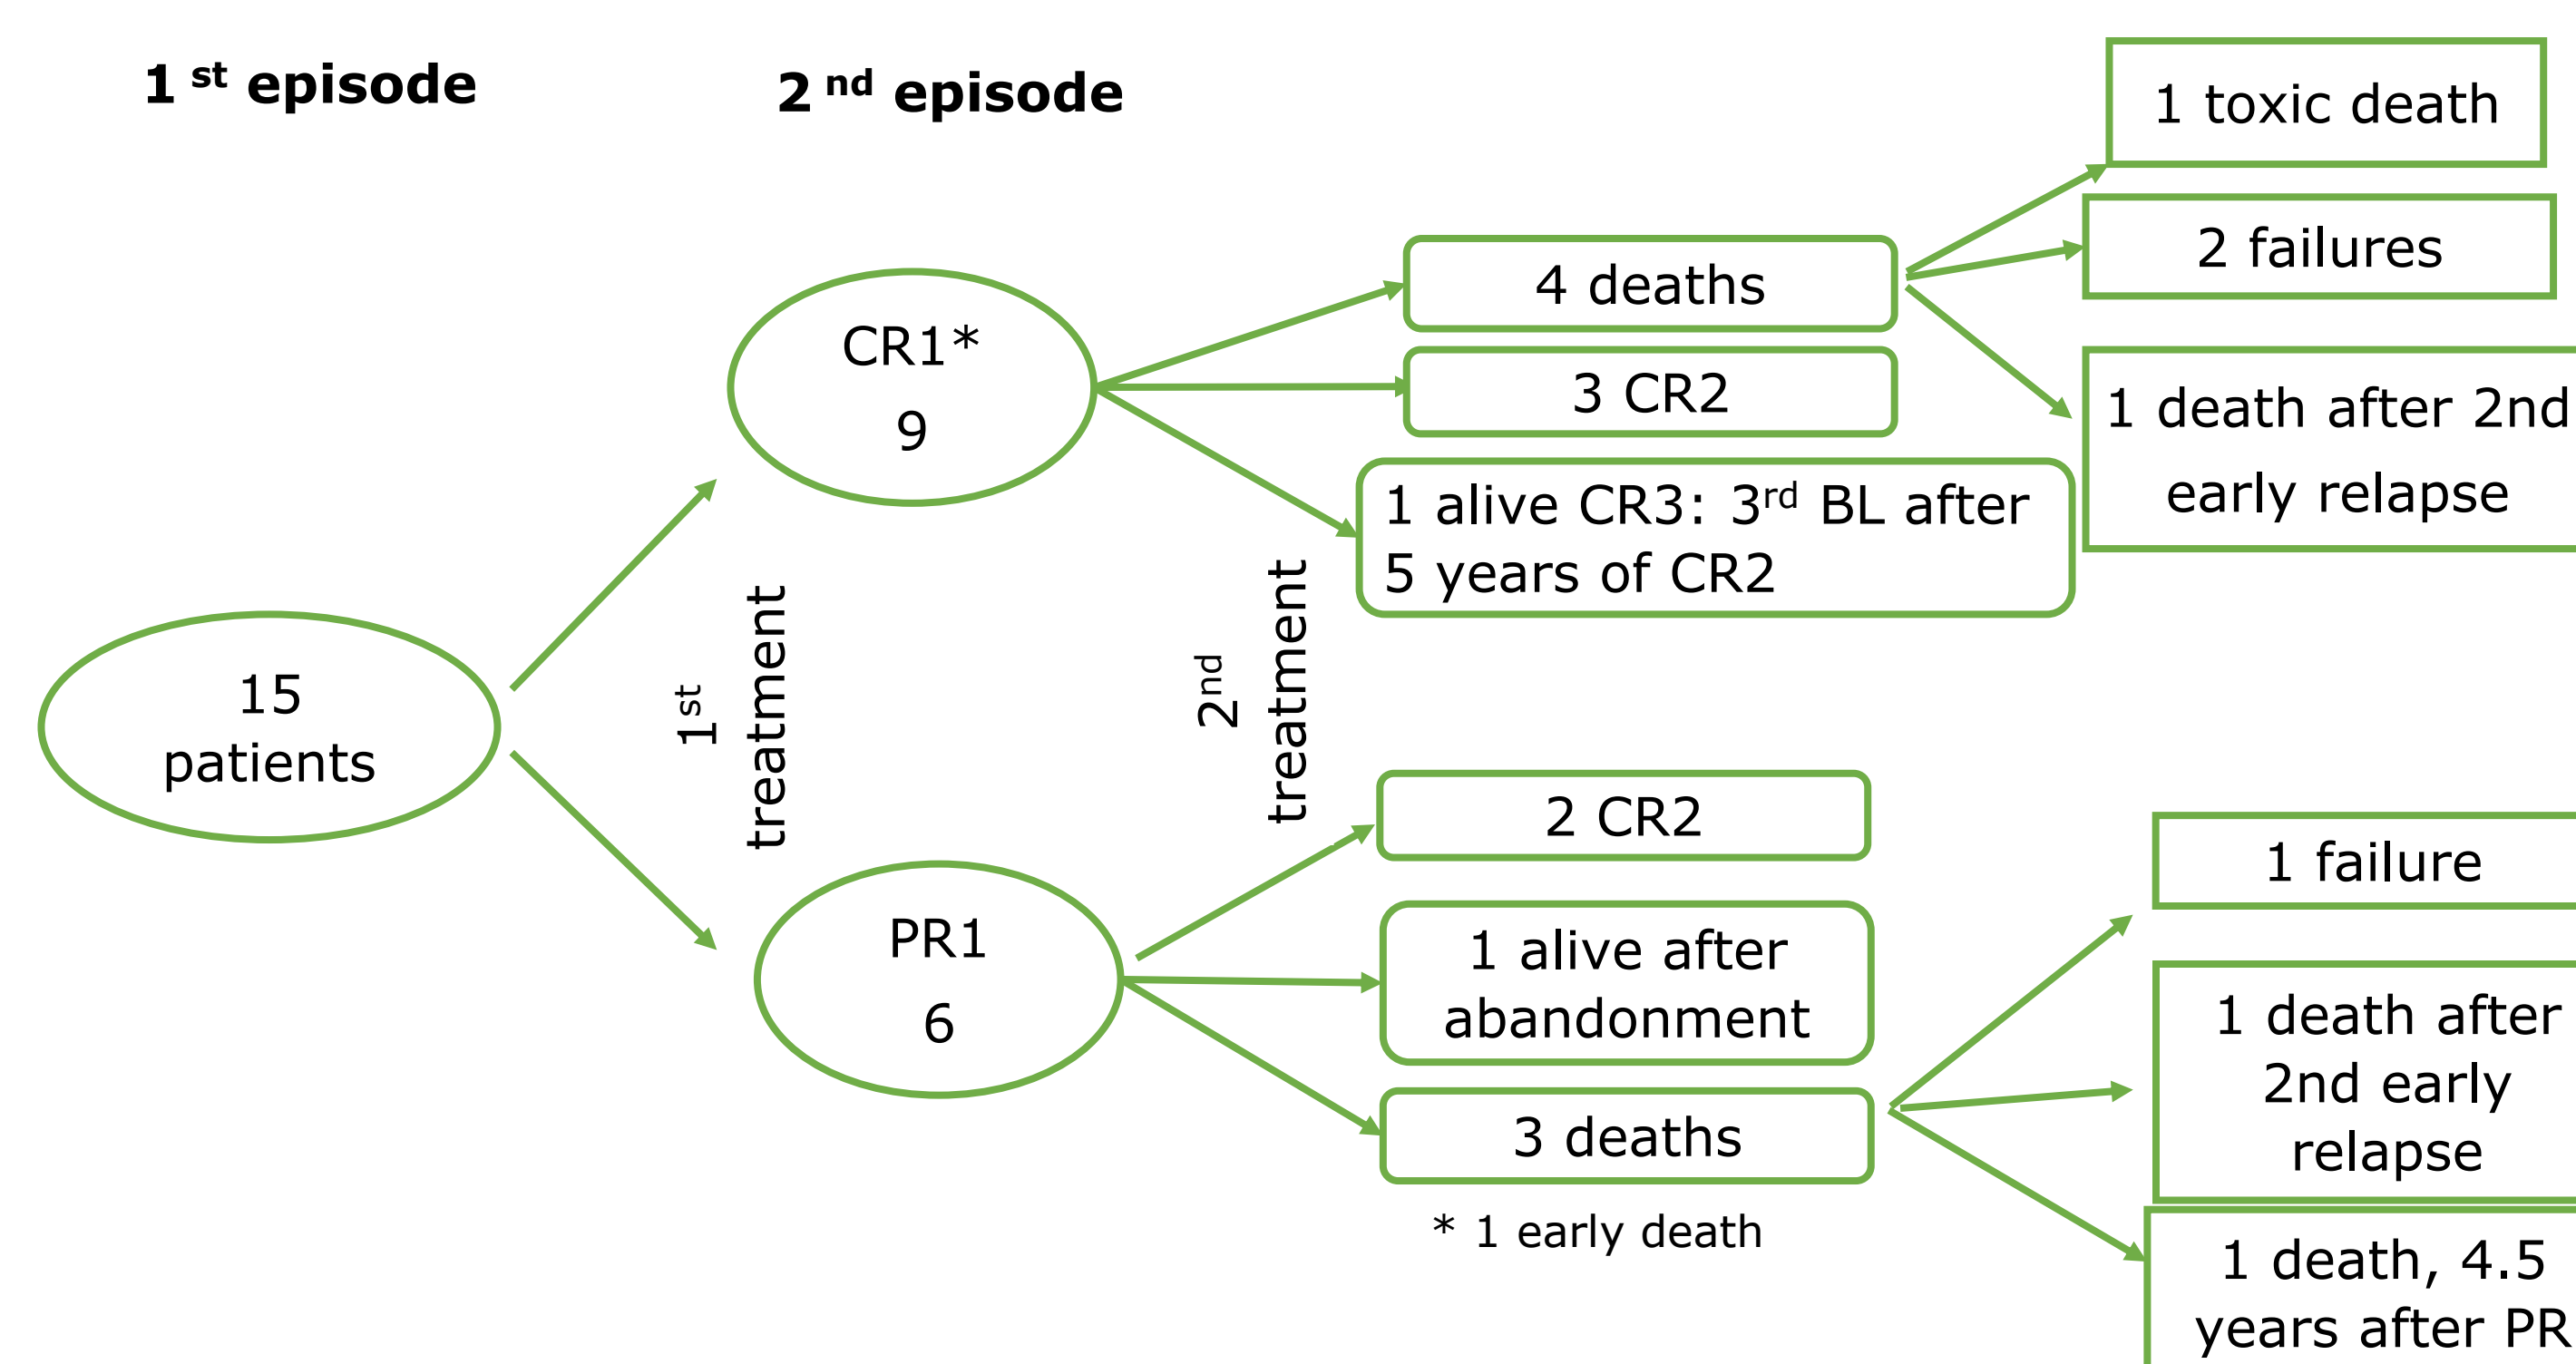 1 st episode
2 nd episode
15
patients
1st
treatment
CR1*
9
PR1
6
2nd
treatment
4 deaths
3 CR2
1 alive CR3: 3rd BL after
5 years of CR2
2 CR2
1 alive after
abandonment
3 deaths
* 1 early death
1 toxic death
2 failures
1 death after 2nd
early relapse
1 failure
1 death after
2nd early
relapse
1 death, 4.5
years after PR